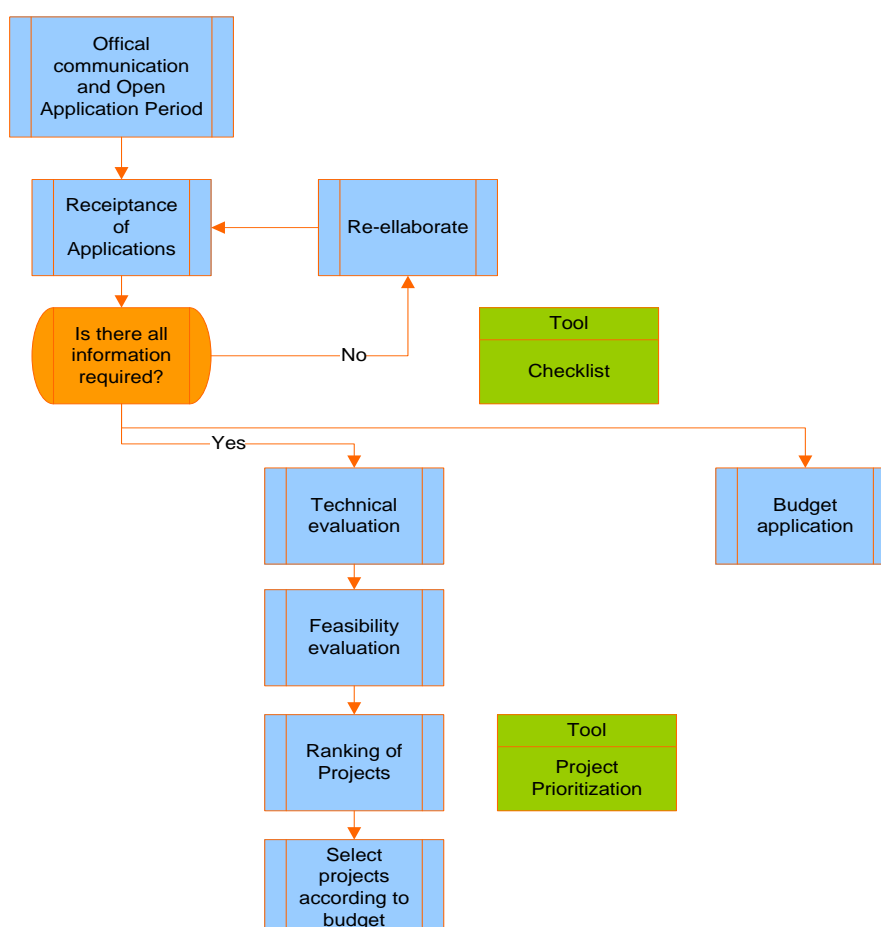 Offical
communication
and Open
Application Period
Receiptance
of
Applications
Re-ellaborate
Is there all
information
required?
No
Tool
Checklist
Yes
Technical
evaluation
Budget
application
Feasibility
evaluation
Ranking of
Projects
Tool
Project
Prioritization
Select
projects
according to
budget